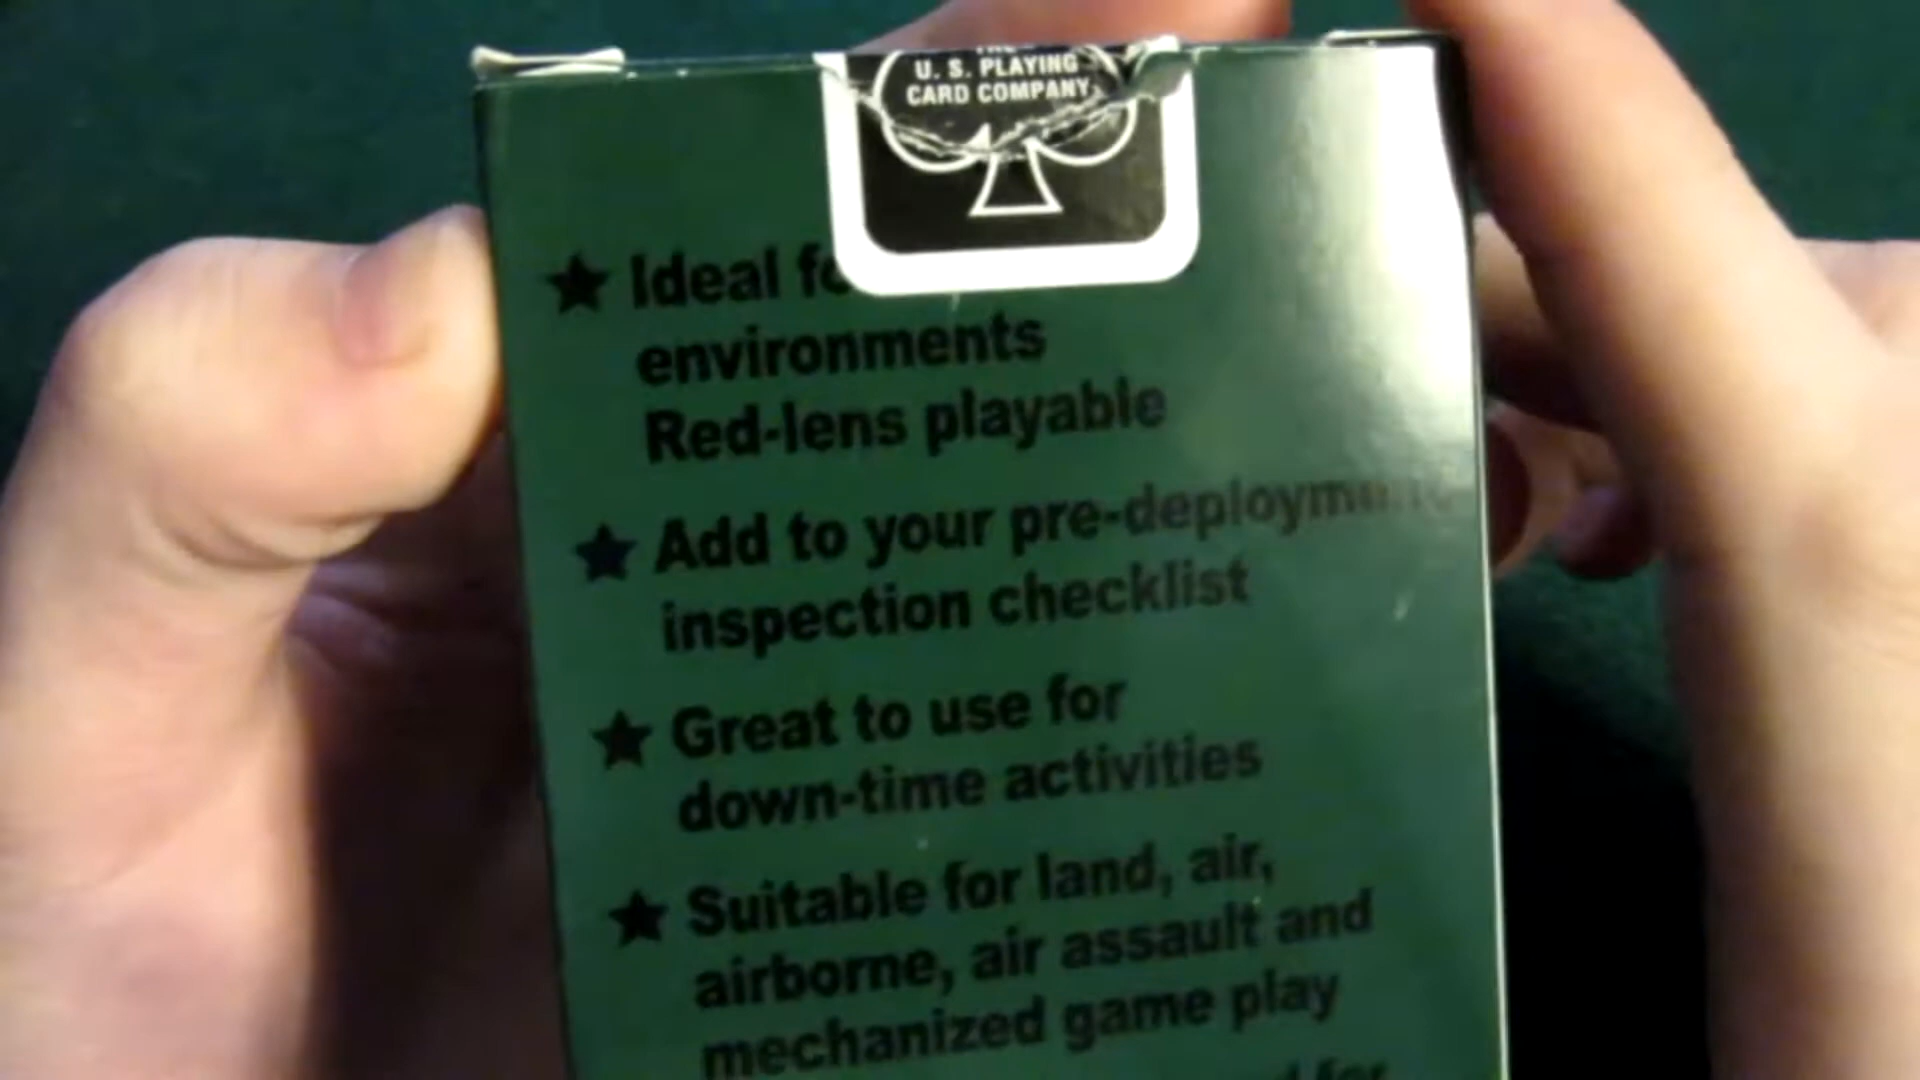 U. S. PLAYING
CARD COMPANY
★ Ideal
environments
Red-lens playable
★ Add to your pre-deployment
inspection checklist
★ Great to use for
down-time activities
★ Suitable for land, air,
airborne, air assault and
mechanized game play
for